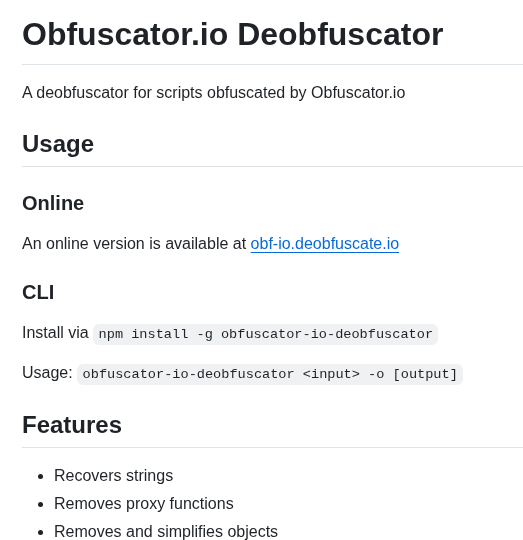 Obfuscator.io Deobfuscator
A deobfuscator for scripts obfuscated by Obfuscator.io
Usage
Online
An online version is available at obf-io.deobfuscate.io
CLI
Install via npm install -g obfuscator-io-deobfuscator
Usage: obfuscator-io-deobfuscator <input> -o [output]
Features
• Recovers strings
• Removes proxy functions
• Removes and simplifies objects